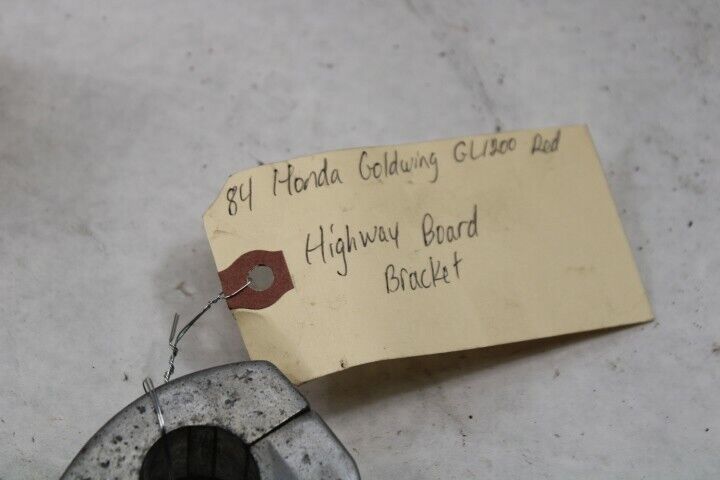 84 Honda Goldwing GL1200 Red
Highway Board
Bracket